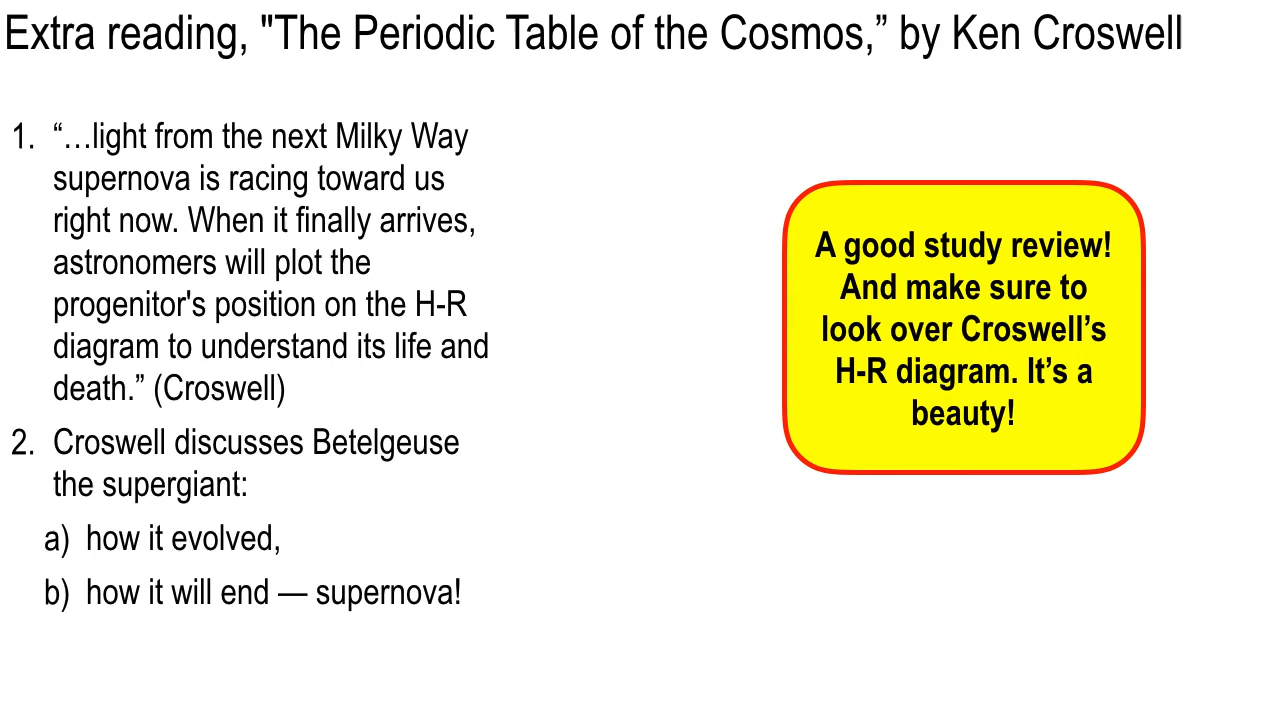 Extra reading, "The Periodic Table of the Cosmos,” by Ken Croswell
1. “…light from the next Milky Way
supernova is racing toward us
right now. When it finally arrives,
astronomers will plot the
progenitor's position on the H-R
diagram to understand its life and
death.” (Croswell)
2. Croswell discusses Betelgeuse
the supergiant:
a) how it evolved,
b) how it will end — supernova!
A good study review!
And make sure to
look over Croswell’s
H-R diagram. It’s a
beauty!